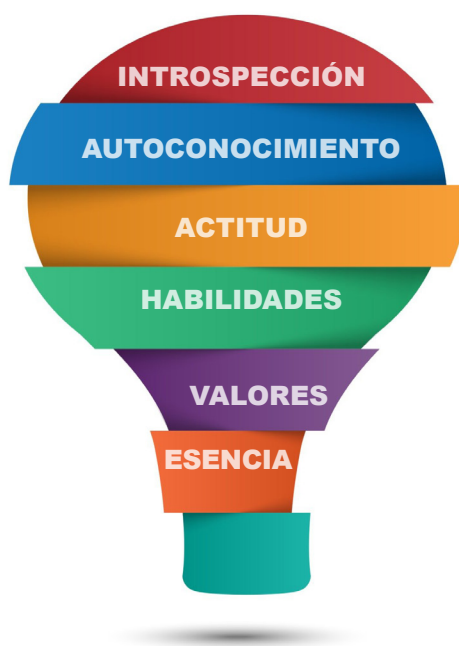 INTROSPECCIÓN
AUTOCONOCIMIENTO
ACTITUD
HABILIDADES
VALORES
ESENCIA